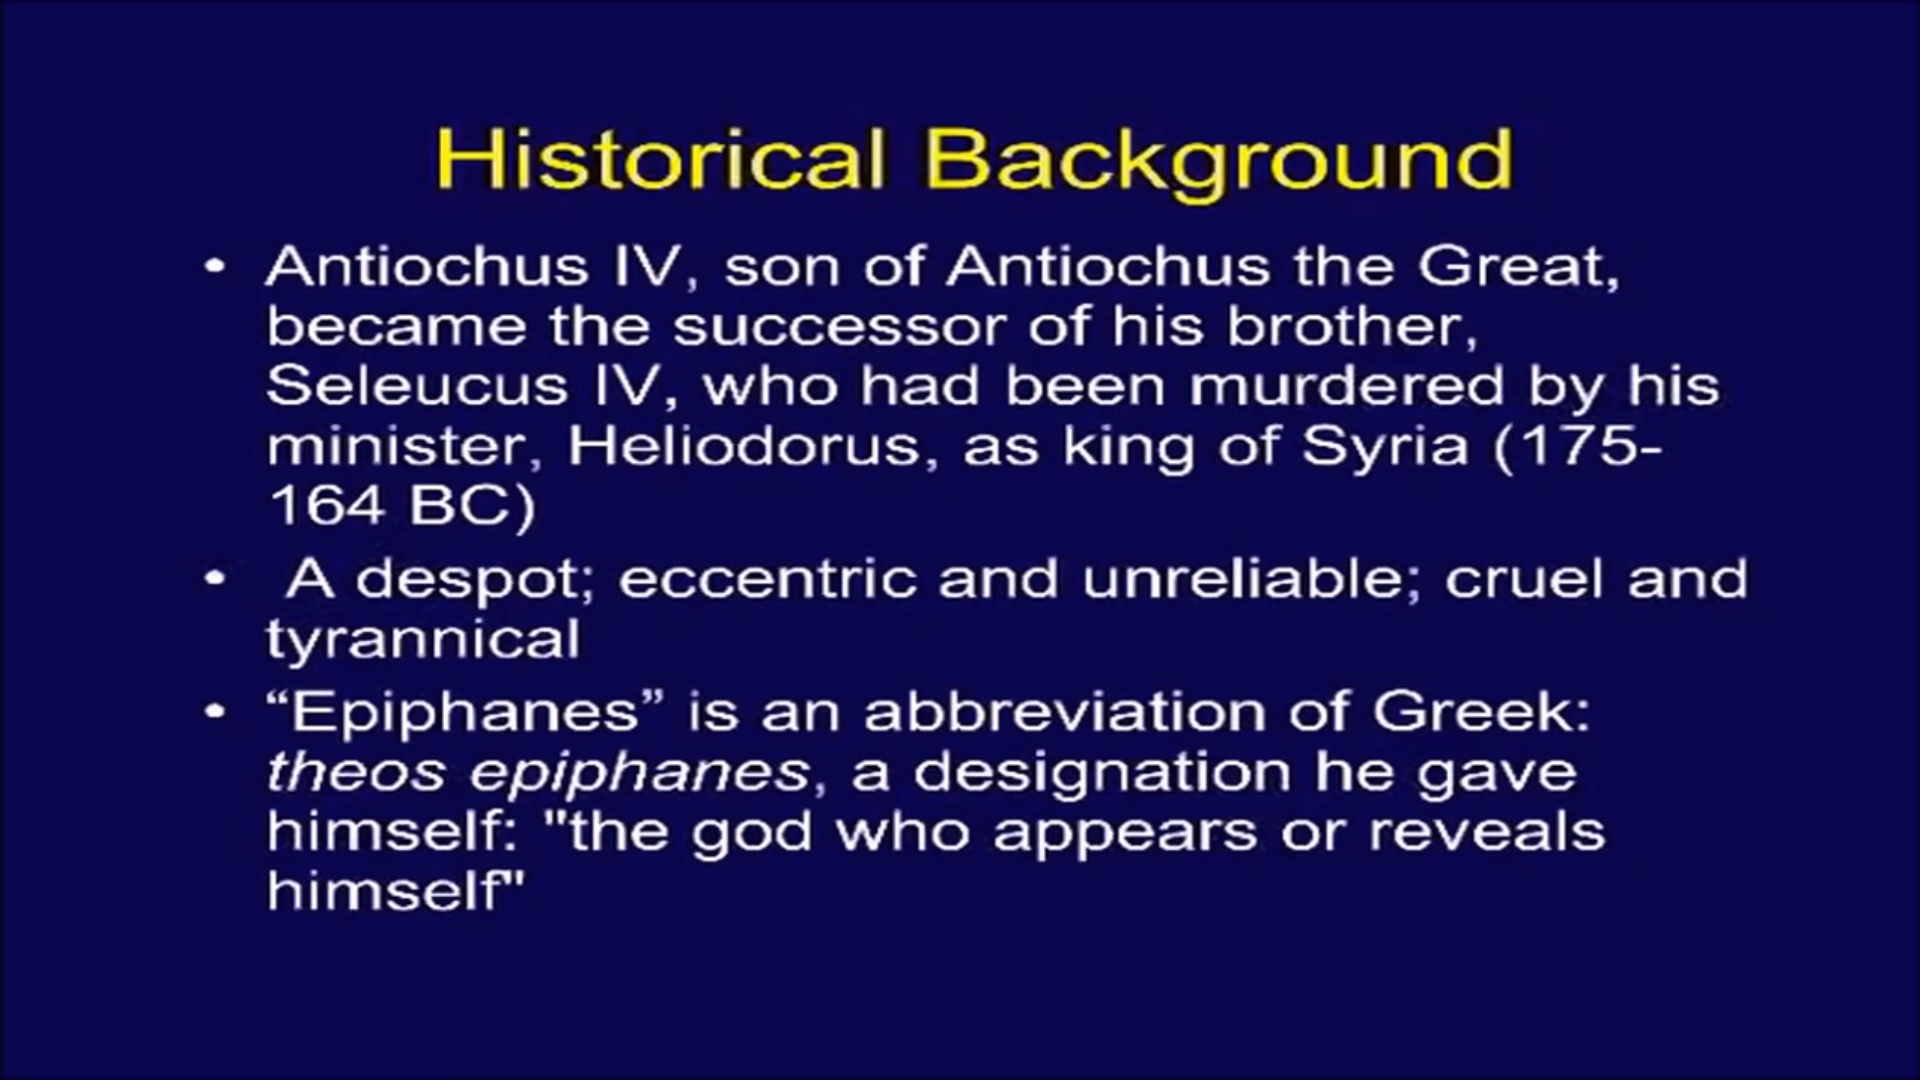 Historical Background
• Antiochus IV, son of Antiochus the Great,
became the successor of his brother,
Seleucus IV, who had been murdered by his
minister, Heliodorus, as king of Syria (175-
164 BC)
• A despot; eccentric and unreliable; cruel and
tyrannical
• “Epiphanes” is an abbreviation of Greek:
theos epiphanes, a designation he gave
himself: "the god who appears or reveals
himself"